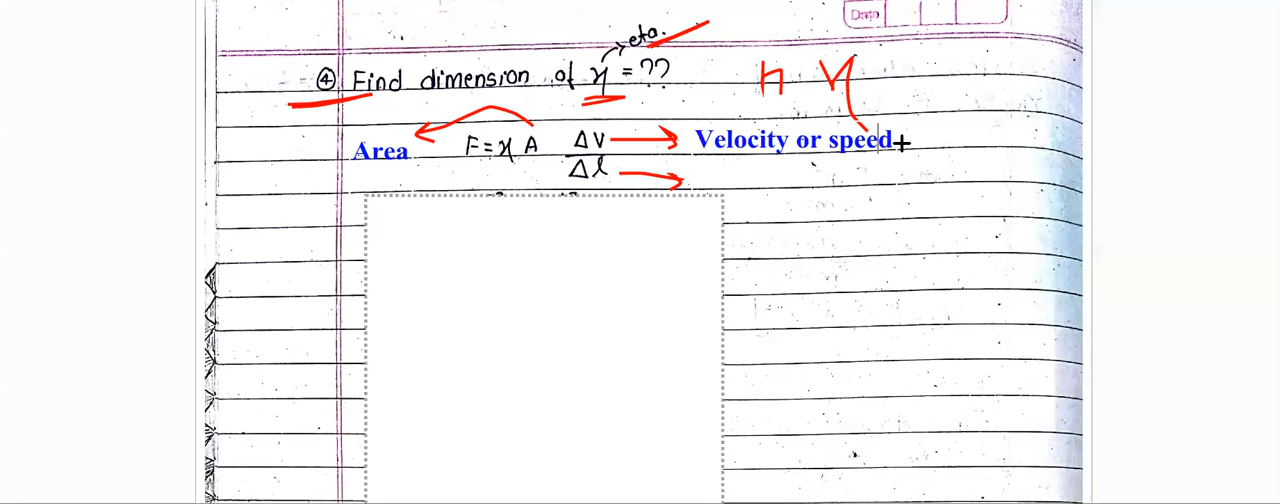 Date
eta.
④ Find dimension of η = ?? n η
Area F = η A Δv/Δl Velocity or speed